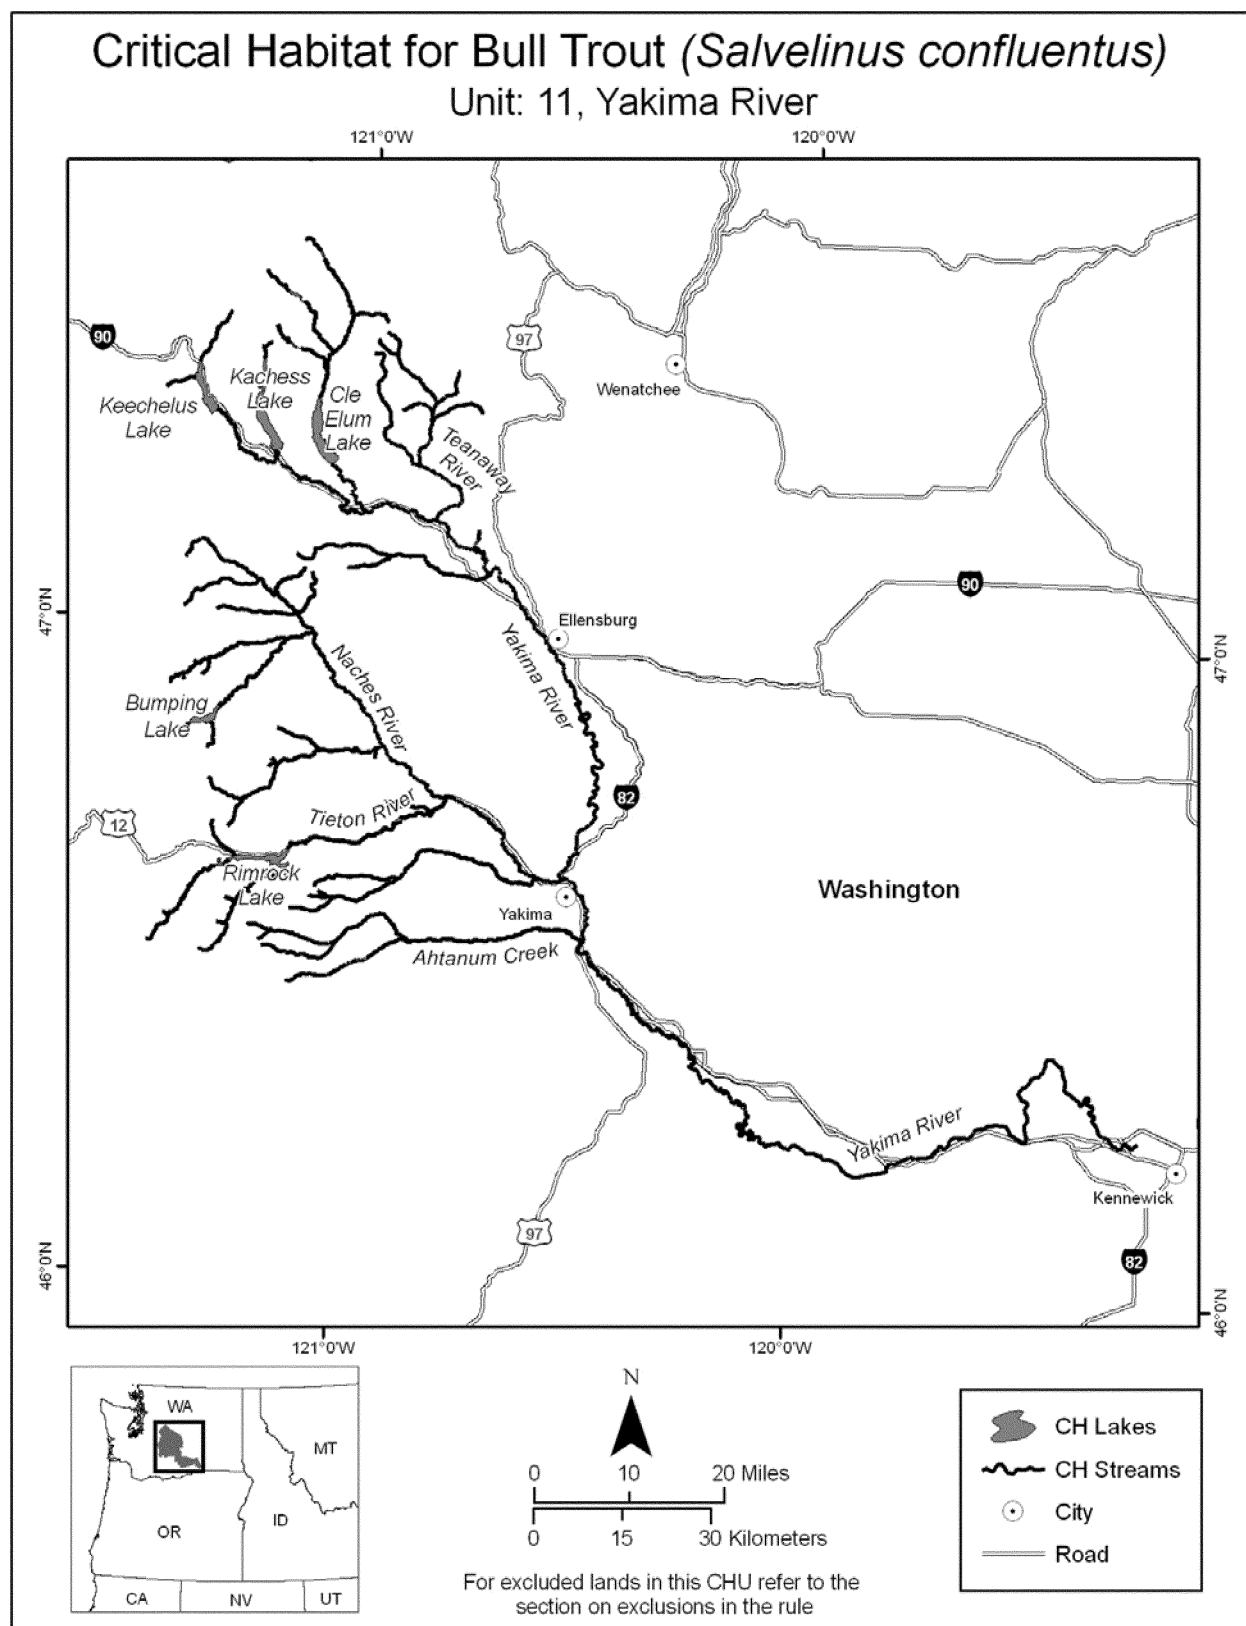 Critical Habitat for Bull Trout (Salvelinus confluentus)
Unit: 11, Yakima River
121°0'W
120°0'W
90
97
Kachess
Lake
Cle
Elum
Lake
Wenatchee
Keechelus
Lake
Teanaway
River
47°0'N
90
Ellensburg
Yakima River
47°0'N
Naches River
Bumping
Lake
82
Tieton River
12
Rimrock
Lake
Washington
Yakima
Ahtanum Creek
Yakima River
Kennewick
97
82
46°0'N
46°0'N
121°0'W
120°0'W
WA
MT
OR
ID
CA
NV
UT
N
0
10
20 Miles
0
15
30 Kilometers
For excluded lands in this CHU refer to the
section on exclusions in the rule
CH Lakes
CH Streams
City
Road